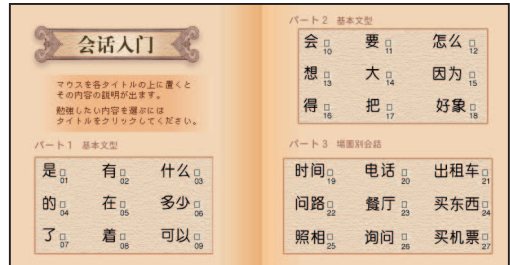 会话入门
マウスを各タイトルの上に置くと
その内容の説明が出ます。
勉強したい内容を選ぶには
タイトルをクリックしてください。
パート1 基本文型
是 01 有 02 什么 03
的 04 在 05 多少 06
了 07 着 08 可以 09
パート2 基本文型
会 10 要 11 怎么 12
想 13 大 14 因为 15
得 16 把 17 好象 18
パート3 場面別会話
时间 19 电话 20 出租车 21
问路 22 餐厅 23 买东西 24
照相 25 询问 26 买机票 27